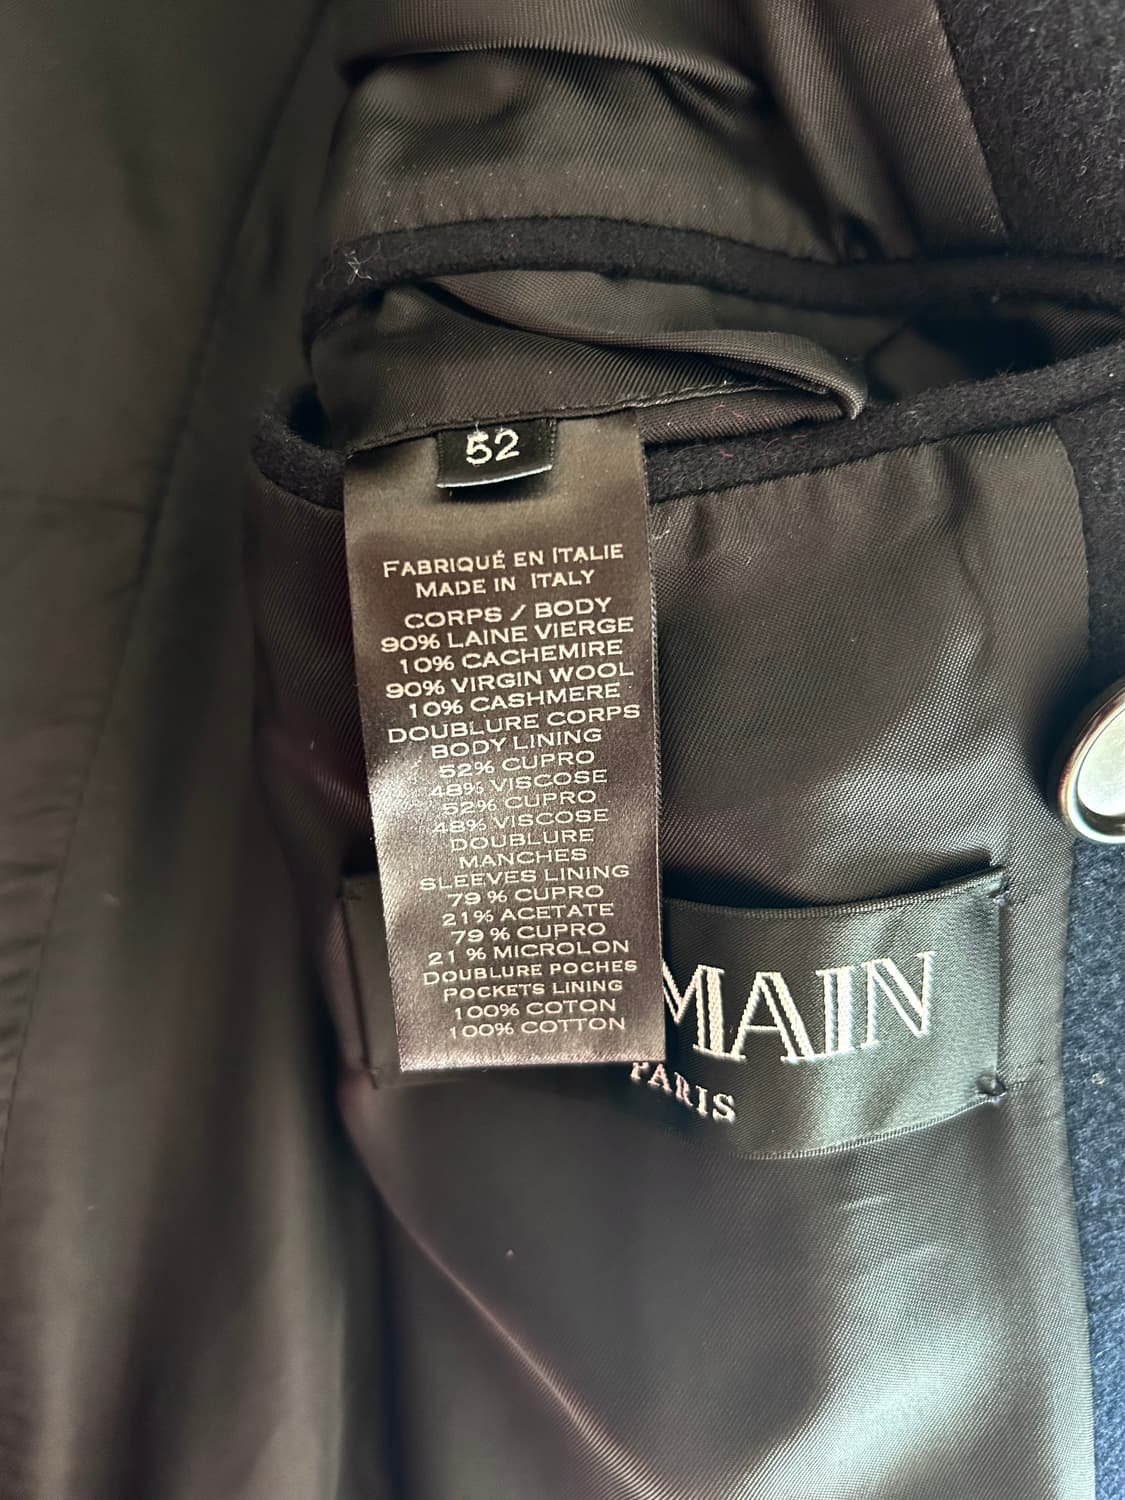 52
FABRIQUÉ EN ITALIE
MADE IN ITALY
CORPS / BODY
90% LAINE VIERGE
10% CACHEMIRE
90% VIRGIN WOOL
10% CASHMERE
DOUBLURE CORPS
BODY LINING
52% CUPRO
48% VISCOSE
52% CUPRO
48% VISCOSE
DOUBLURE
MANCHES
SLEEVES LINING
79 % CUPRO
21% ACETATE
79 % CUPRO
21 % MICROLON
DOUBLURE POCHES
POCKETS LINING
100% COTON
100% COTTON
MAIN
PARIS